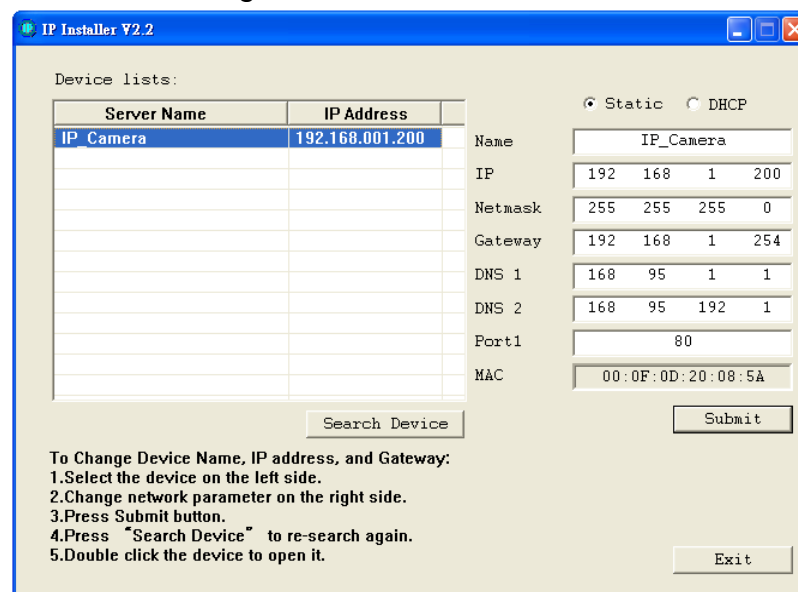 IP Installer V2.2
Device lists:
Server Name IP Address
IP_Camera 192.168.001.200
Static DHCP
Name IP_Camera
IP 192 168 1 200
Netmask 255 255 255 0
Gateway 192 168 1 254
DNS 1 168 95 1 1
DNS 2 168 95 192 1
Port1 80
MAC 00:0F:0D:20:08:5A
Search Device
Submit
To Change Device Name, IP address, and Gateway:
1.Select the device on the left side.
2.Change network parameter on the right side.
3.Press Submit button.
4.Press “Search Device” to re-search again.
5.Double click the device to open it.
Exit